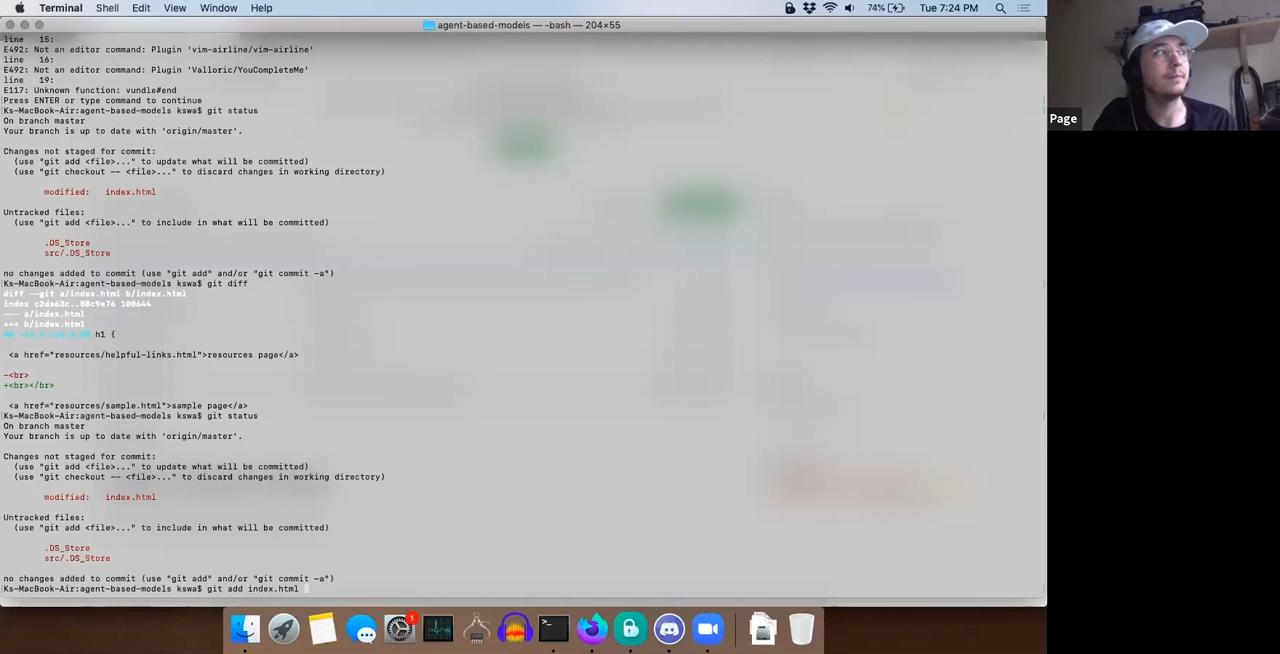 Terminal Shell Edit View Window Help 74% Tue 7:24 PM
agent-based-models — -bash — 204×55
line   15:
E492: Not an editor command: Plugin 'vim-airline/vim-airline'
line   16:
E492: Not an editor command: Plugin 'Valloric/YouCompleteMe'
line   19:
E117: Unknown function: vundle#end
Press ENTER or type command to continue
Ks-MacBook-Air:agent-based-models kswa$ git status
On branch master
Your branch is up to date with 'origin/master'.
Changes not staged for commit:
  (use "git add <file>..." to update what will be committed)
  (use "git checkout -- <file>..." to discard changes in working directory)
        modified:   index.html
Untracked files:
  (use "git add <file>..." to include in what will be committed)
        .DS_Store
        src/.DS_Store
no changes added to commit (use "git add" and/or "git commit -a")
Ks-MacBook-Air:agent-based-models kswa$ git diff
diff --git a/index.html b/index.html
index c2da63c..88c9e76 100644
--- a/index.html
+++ b/index.html
h1 {
 <a href="resources/helpful-links.html">resources page</a>
-<br>
+<br></br>
 <a href="resources/sample.html">sample page</a>
Ks-MacBook-Air:agent-based-models kswa$ git status
On branch master
Your branch is up to date with 'origin/master'.
Changes not staged for commit:
  (use "git add <file>..." to update what will be committed)
  (use "git checkout -- <file>..." to discard changes in working directory)
        modified:   index.html
Untracked files:
  (use "git add <file>..." to include in what will be committed)
        .DS_Store
        src/.DS_Store
no changes added to commit (use "git add" and/or "git commit -a")
Ks-MacBook-Air:agent-based-models kswa$ git add index.html
Page
1
>_